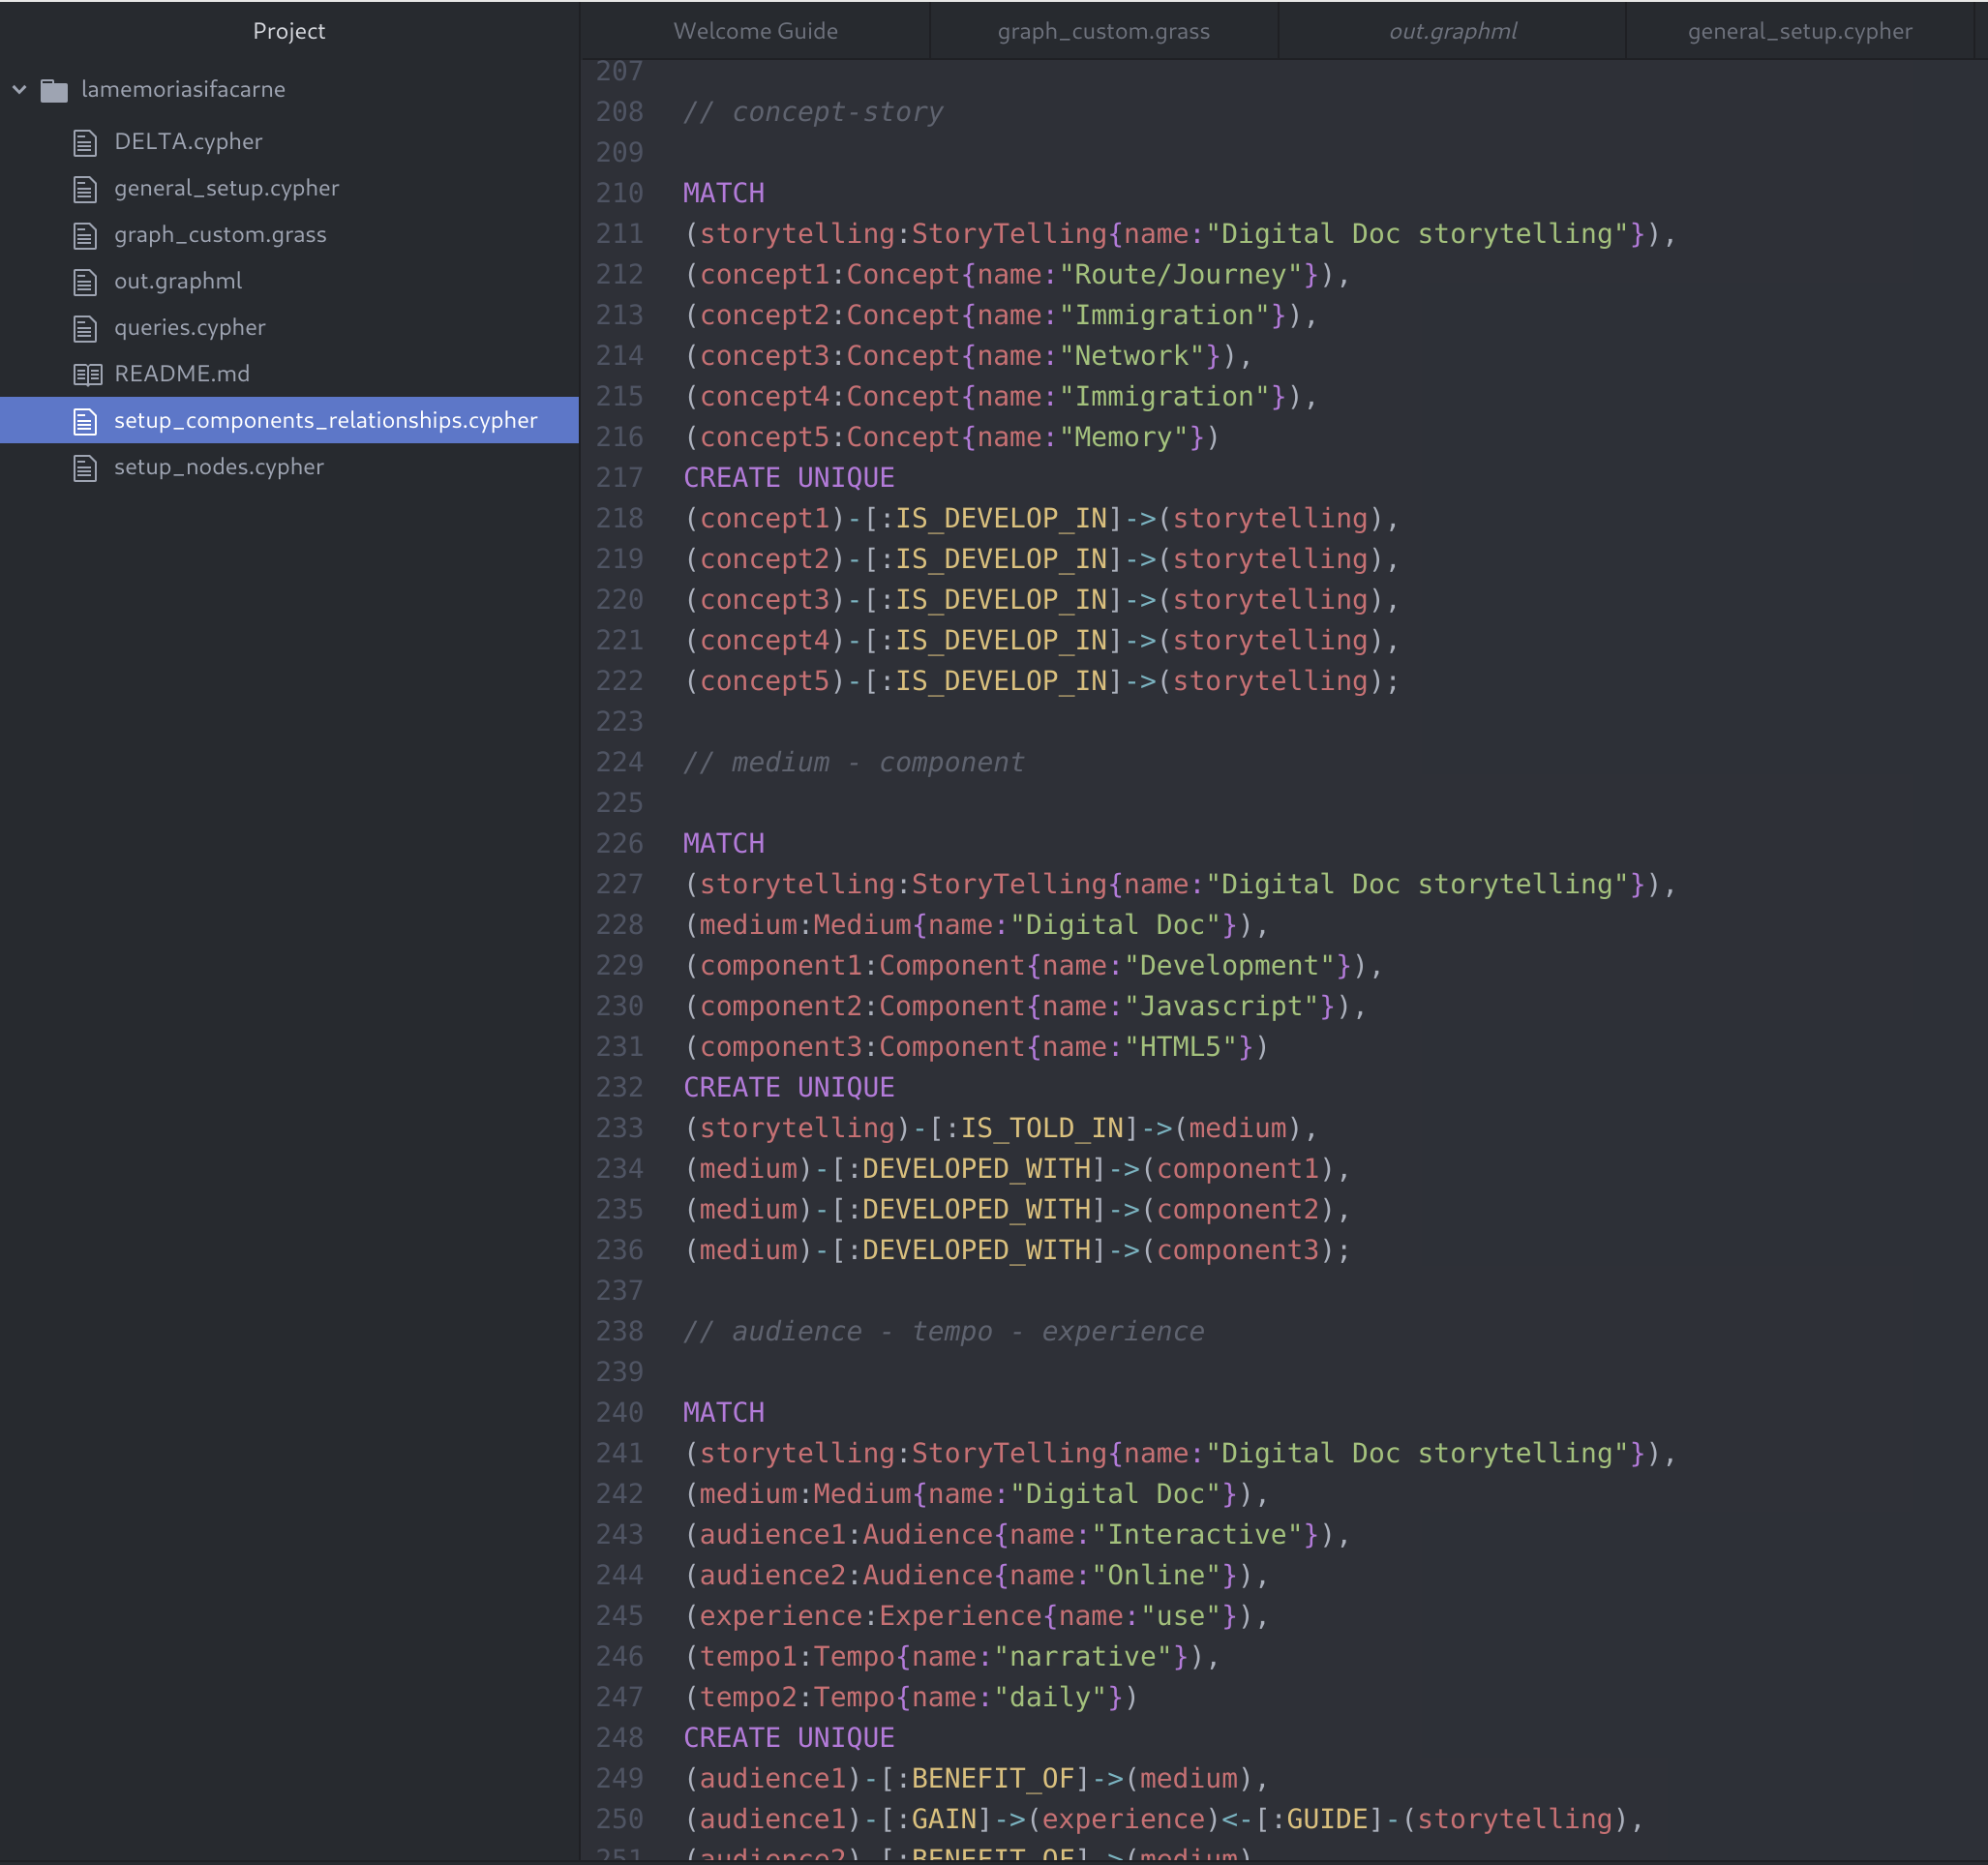 Project
lamemoriasifacarne
DELTA.cypher
general_setup.cypher
graph_custom.grass
out.graphml
queries.cypher
README.md
setup_components_relationships.cypher
setup_nodes.cypher
Welcome Guide
graph_custom.grass
out.graphml
general_setup.cypher
207
208 // concept-story
209
210 MATCH
211 (storytelling:StoryTelling{name:"Digital Doc storytelling"}),
212 (concept1:Concept{name:"Route/Journey"}),
213 (concept2:Concept{name:"Immigration"}),
214 (concept3:Concept{name:"Network"}),
215 (concept4:Concept{name:"Immigration"}),
216 (concept5:Concept{name:"Memory"})
217 CREATE UNIQUE
218 (concept1)-[:IS_DEVELOP_IN]->(storytelling),
219 (concept2)-[:IS_DEVELOP_IN]->(storytelling),
220 (concept3)-[:IS_DEVELOP_IN]->(storytelling),
221 (concept4)-[:IS_DEVELOP_IN]->(storytelling),
222 (concept5)-[:IS_DEVELOP_IN]->(storytelling);
223
224 // medium - component
225
226 MATCH
227 (storytelling:StoryTelling{name:"Digital Doc storytelling"}),
228 (medium:Medium{name:"Digital Doc"}),
229 (component1:Component{name:"Development"}),
230 (component2:Component{name:"Javascript"}),
231 (component3:Component{name:"HTML5"})
232 CREATE UNIQUE
233 (storytelling)-[:IS_TOLD_IN]->(medium),
234 (medium)-[:DEVELOPED_WITH]->(component1),
235 (medium)-[:DEVELOPED_WITH]->(component2),
236 (medium)-[:DEVELOPED_WITH]->(component3);
237
238 // audience - tempo - experience
239
240 MATCH
241 (storytelling:StoryTelling{name:"Digital Doc storytelling"}),
242 (medium:Medium{name:"Digital Doc"}),
243 (audience1:Audience{name:"Interactive"}),
244 (audience2:Audience{name:"Online"}),
245 (experience:Experience{name:"use"}),
246 (tempo1:Tempo{name:"narrative"}),
247 (tempo2:Tempo{name:"daily"})
248 CREATE UNIQUE
249 (audience1)-[:BENEFIT_OF]->(medium),
250 (audience1)-[:GAIN]->(experience)<-[:GUIDE]-(storytelling),
251 (audience2)-[:BENEFIT_OF]->(medium)